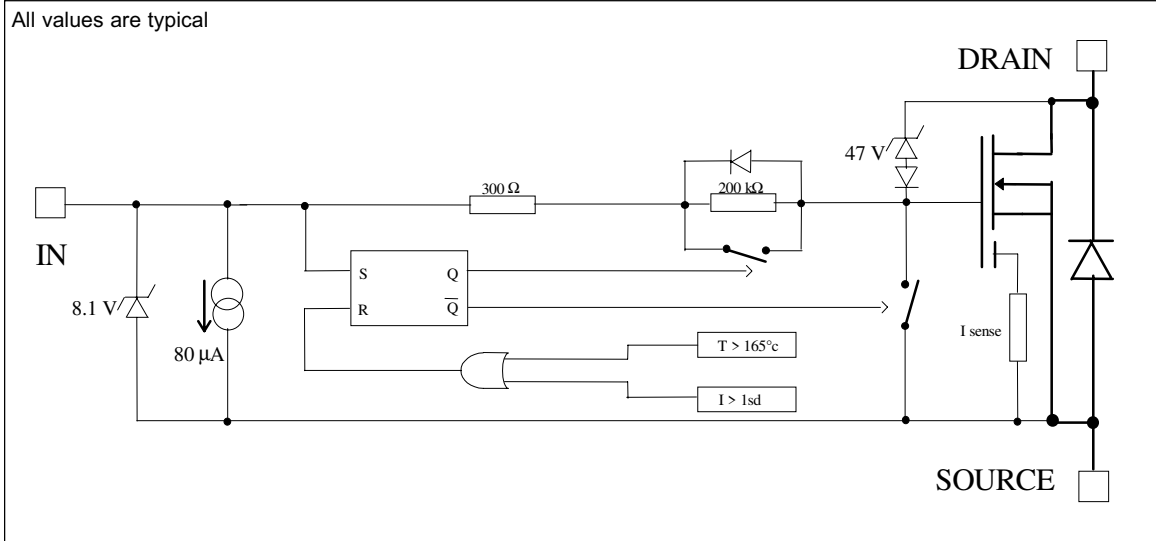 All values are typical
DRAIN
47 V
300 Ω
200 kΩ
IN
S Q
R Q̅
8.1 V
80 µA
I sense
T > 165°c
I > 1sd
SOURCE